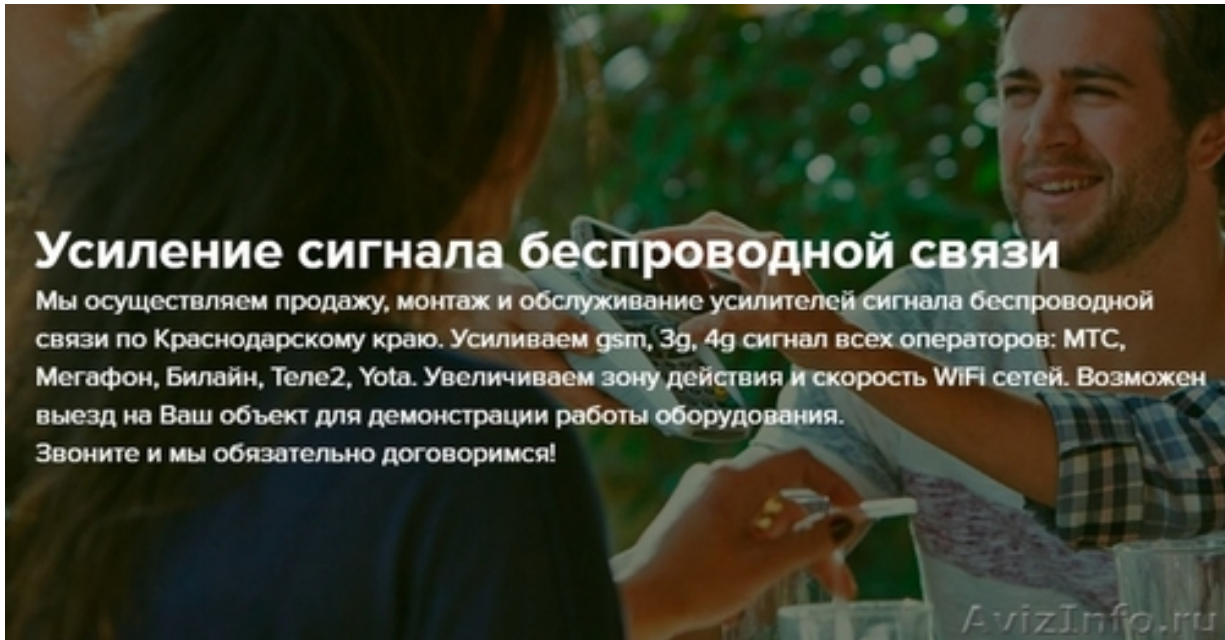 Усиление сигнала беспроводной связи
Мы осуществляем продажу, монтаж и обслуживание усилителей сигнала беспроводной
связи по Краснодарскому краю. Усиливаем gsm, 3g, 4g сигнал всех операторов: МТС,
Мегафон, Билайн, Теле2, Yota. Увеличиваем зону действия и скорость WiFi сетей. Возможен
выезд на Ваш объект для демонстрации работы оборудования.
Звоните и мы обязательно договоримся!
AvizInfo.ru